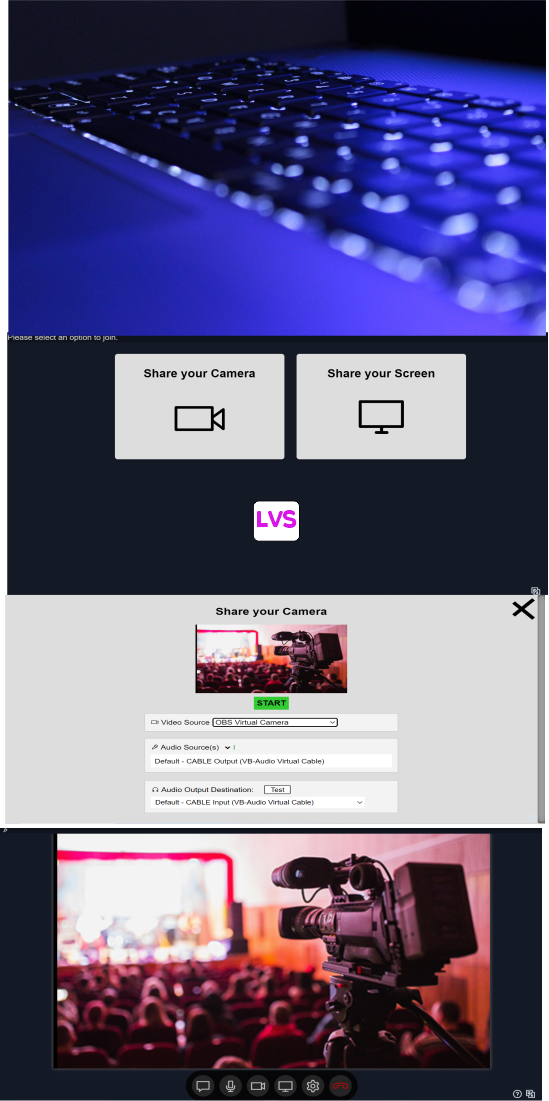 Please select an option to join.
Share your Camera
Share your Screen
LVS
Share your Camera
START
Video Source OBS Virtual Camera
Audio Source(s)
Default - CABLE Output (VB-Audio Virtual Cable)
Audio Output Destination: Test
Default - CABLE Input (VB-Audio Virtual Cable)